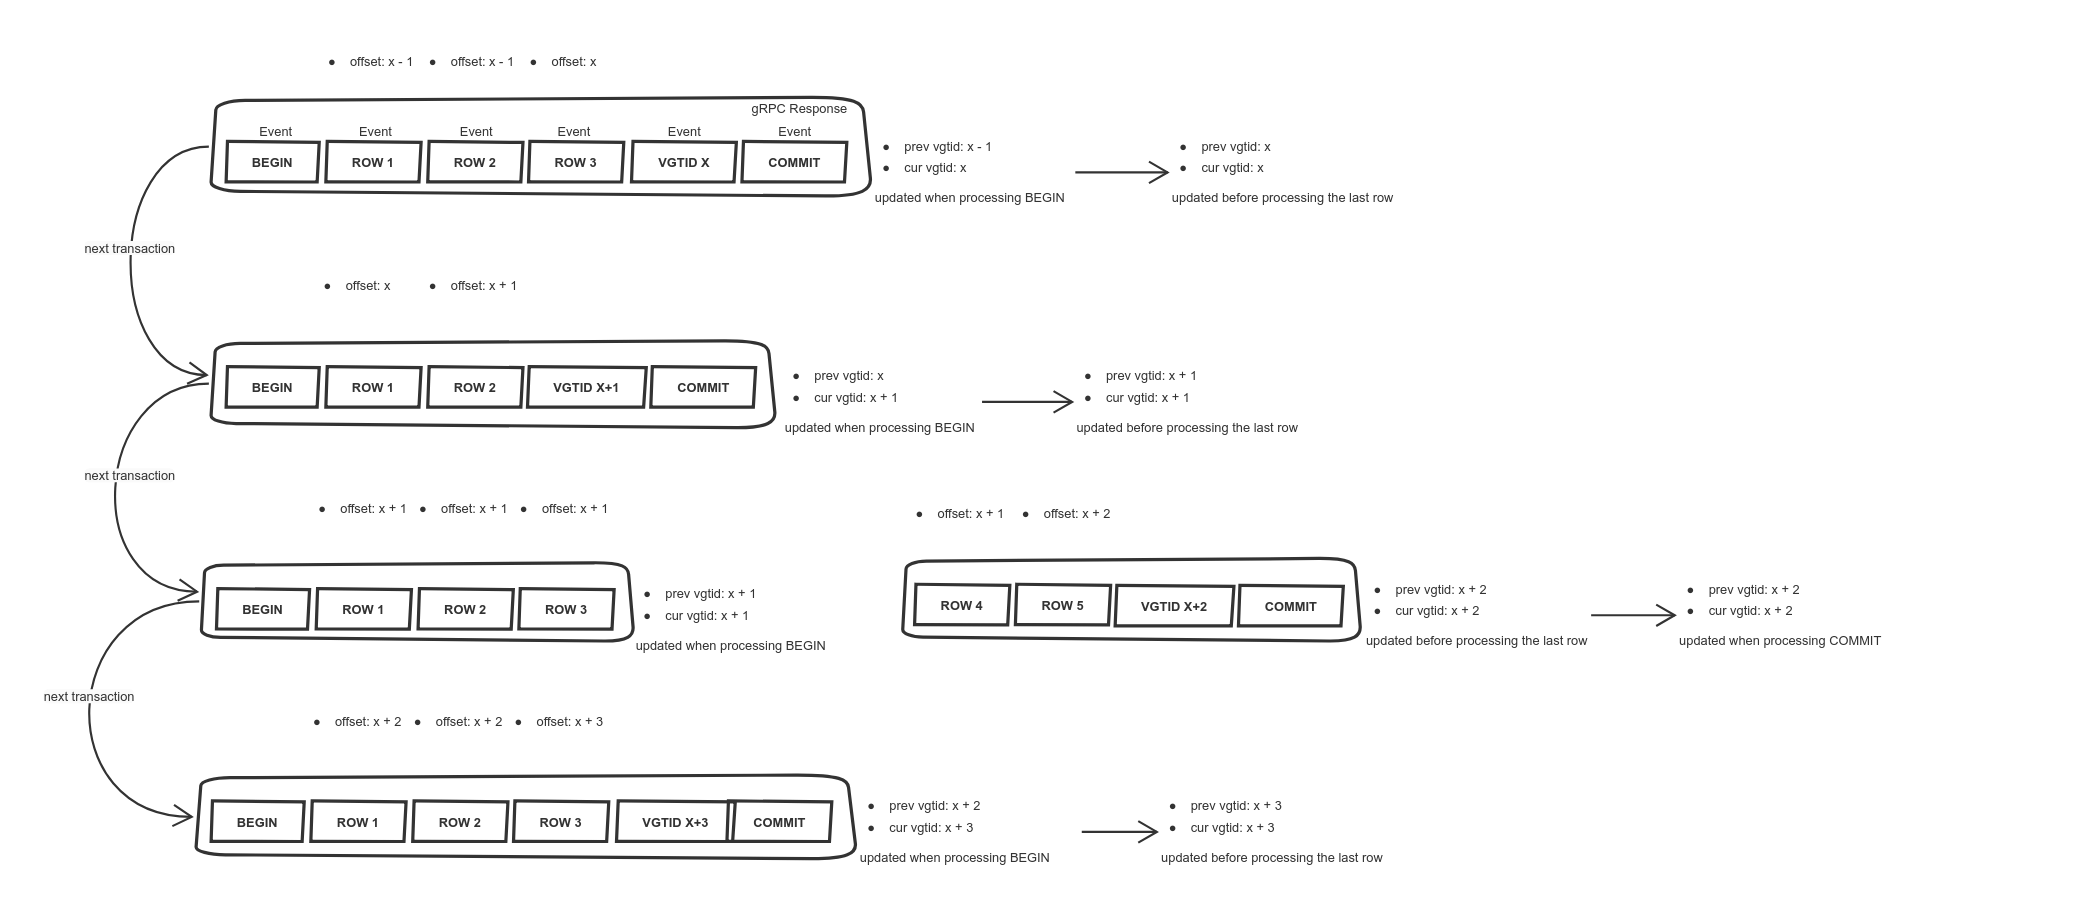 ● offset: x - 1 ● offset: x - 1 ● offset: x
gRPC Response
Event Event Event Event Event Event
BEGIN ROW 1 ROW 2 ROW 3 VGTID X COMMIT
● prev vgtid: x - 1
● cur vgtid: x
updated when processing BEGIN
● prev vgtid: x
● cur vgtid: x
updated before processing the last row
next transaction
● offset: x ● offset: x + 1
BEGIN ROW 1 ROW 2 VGTID X+1 COMMIT
● prev vgtid: x
● cur vgtid: x + 1
updated when processing BEGIN
● prev vgtid: x + 1
● cur vgtid: x + 1
updated before processing the last row
next transaction
● offset: x + 1 ● offset: x + 1 ● offset: x + 1
BEGIN ROW 1 ROW 2 ROW 3
● prev vgtid: x + 1
● cur vgtid: x + 1
updated when processing BEGIN
● offset: x + 1 ● offset: x + 2
ROW 4 ROW 5 VGTID X+2 COMMIT
● prev vgtid: x + 2
● cur vgtid: x + 2
updated before processing the last row
● prev vgtid: x + 2
● cur vgtid: x + 2
updated when processing COMMIT
next transaction
● offset: x + 2 ● offset: x + 2 ● offset: x + 3
BEGIN ROW 1 ROW 2 ROW 3 VGTID X+3 COMMIT
● prev vgtid: x + 2
● cur vgtid: x + 3
updated when processing BEGIN
● prev vgtid: x + 3
● cur vgtid: x + 3
updated before processing the last row